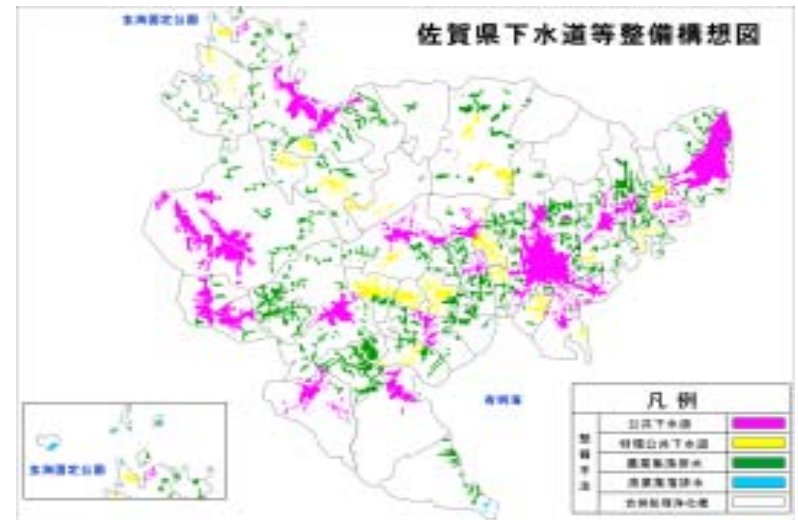 玄海国定公園
佐賀県下水道等整備構想図
有明海
玄海国定公園
凡例
整備手法
公共下水道
特環公共下水道
農業集落排水
漁業集落排水
合併処理浄化槽